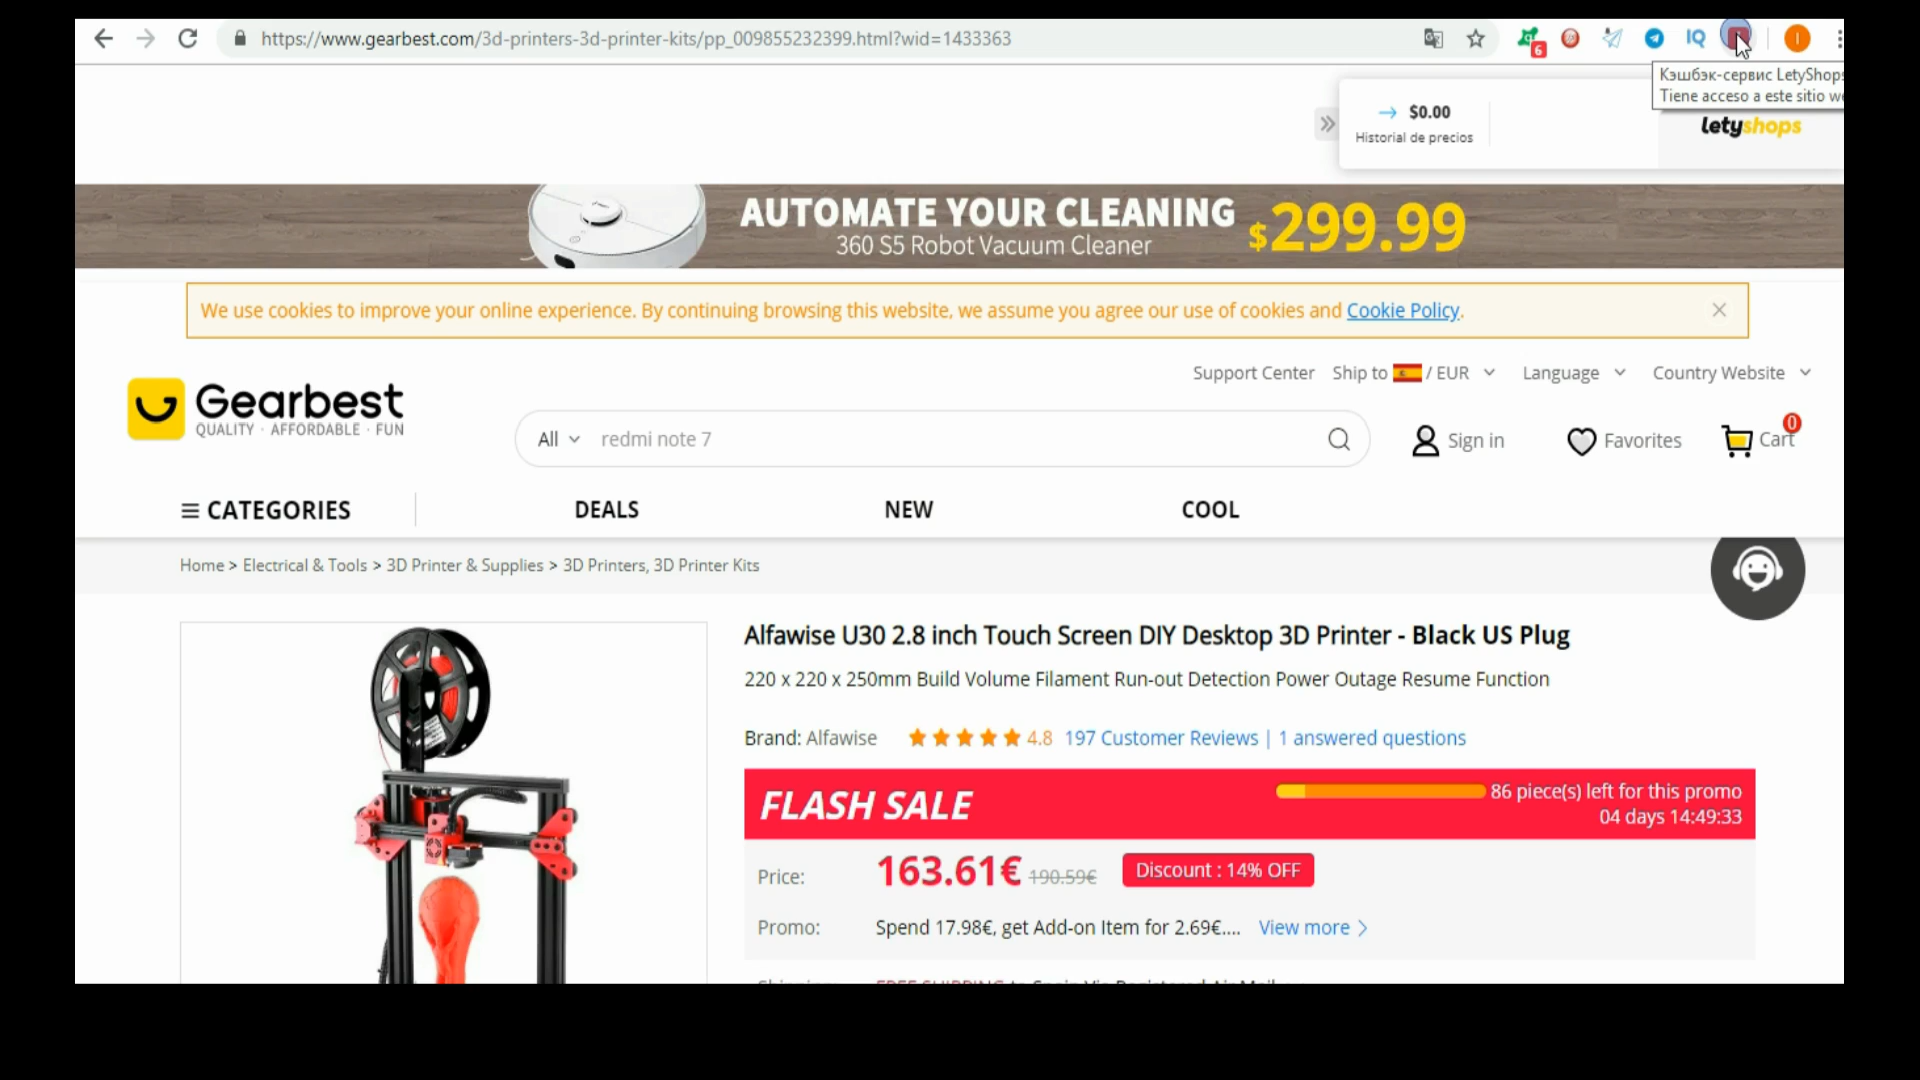 https://www.gearbest.com/3d-printers-3d-printer-kits/pp_009855232399.html?wid=1433363
6
IQ
I
Кэшбэк-сервис LetyShops
Tiene acceso a este sitio we
$0.00
Historial de precios
letyshops
AUTOMATE YOUR CLEANING
360 S5 Robot Vacuum Cleaner
$299.99
We use cookies to improve your online experience. By continuing browsing this website, we assume you agree our use of cookies and Cookie Policy.
Support Center Ship to / EUR Language Country Website
Gearbest
QUALITY · AFFORDABLE · FUN
All redmi note 7
Sign in
Favorites
0
Cart
CATEGORIES DEALS NEW COOL
Home > Electrical & Tools > 3D Printer & Supplies > 3D Printers, 3D Printer Kits
Alfawise U30 2.8 inch Touch Screen DIY Desktop 3D Printer - Black US Plug
220 x 220 x 250mm Build Volume Filament Run-out Detection Power Outage Resume Function
Brand: Alfawise 4.8 197 Customer Reviews | 1 answered questions
FLASH SALE
86 piece(s) left for this promo
04 days 14:49:33
Price: 163.61€ 190.59€ Discount : 14% OFF
Promo: Spend 17.98€, get Add-on Item for 2.69€.... View more >